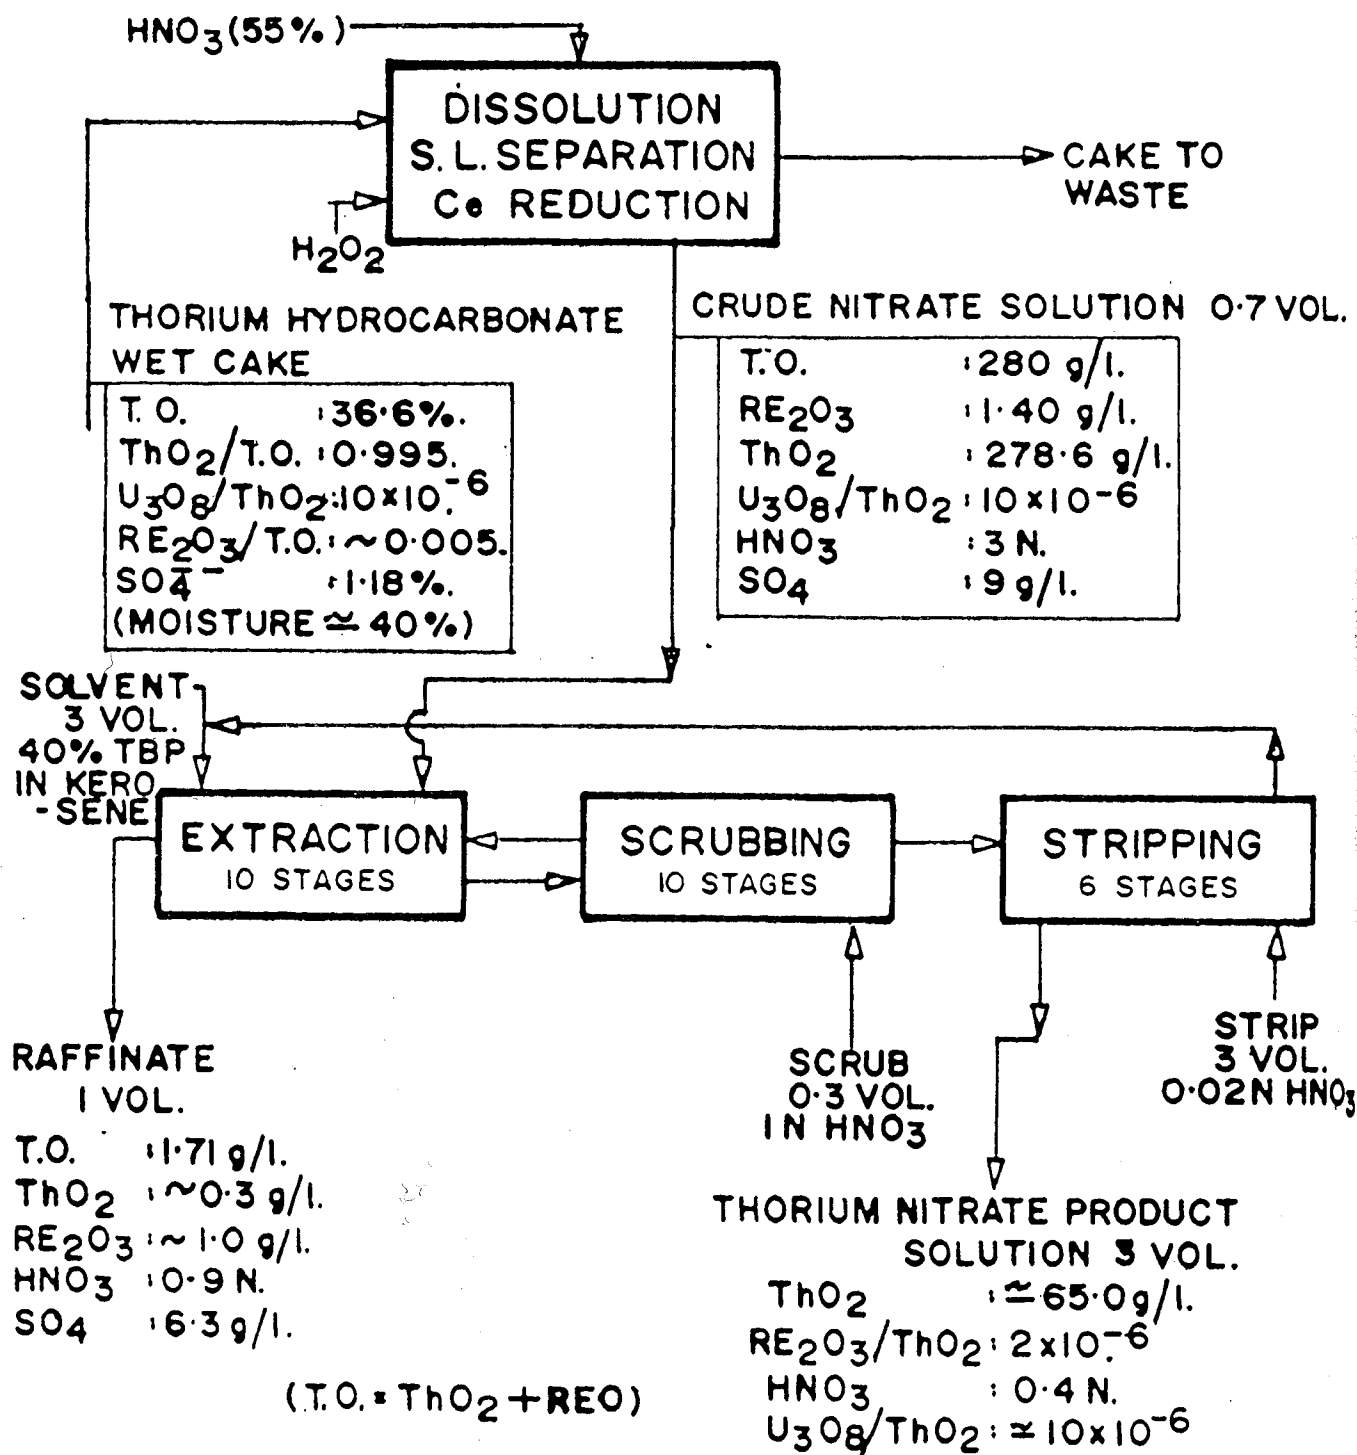 HNO3(55%)
DISSOLUTION
S. L. SEPARATION
Ce REDUCTION
CAKE TO
WASTE
H2O2
THORIUM HYDROCARBONATE
WET CAKE
T. O. :36·6%.
ThO2/T.O. :0·995.
U3O8/ThO2:10×10-6
RE2O3/T.O.:~0·005.
SO4-- :1·18%.
(MOISTURE ≃ 40%)
CRUDE NITRATE SOLUTION 0·7 VOL.
T.O. :280 g/l.
RE2O3 :1·40 g/l.
ThO2 :278·6 g/l.
U3O8/ThO2 :10×10-6
HNO3 :3 N.
SO4 :9 g/l.
SOLVENT
3 VOL.
40% TBP
IN KERO
-SENE
EXTRACTION
10 STAGES
SCRUBBING
10 STAGES
STRIPPING
6 STAGES
RAFFINATE
1 VOL.
T.O. :1·71 g/l.
ThO2 :~0·3 g/l.
RE2O3 :~1·0 g/l.
HNO3 :0·9 N.
SO4 :6·3 g/l.
SCRUB
0·3 VOL.
1N HNO3
STRIP
3 VOL.
0·02N HNO3
THORIUM NITRATE PRODUCT
SOLUTION 3 VOL.
ThO2 :≃65·0g/l.
RE2O3/ThO2 :2×10-6
HNO3 :0·4 N.
U3O8/ThO2 :≃10×10-6
(T.O. = ThO2 + REO)